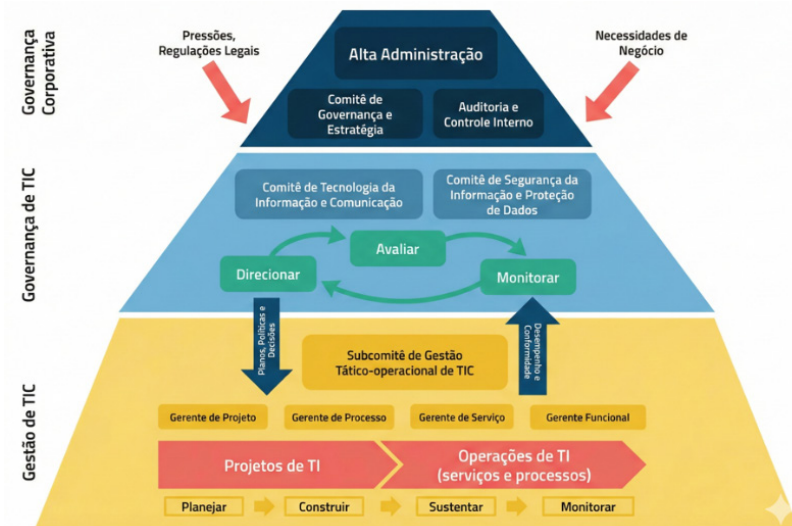 Governança
Corporativa
Pressões,
Regulações Legais
Alta Administração
Necessidades de
Negócio
Comitê de
Governança e
Estratégia
Auditoria e
Controle Interno
Governança de TIC
Comitê de Tecnologia da
Informação e Comunicação
Comitê de Segurança da
Informação e Proteção
de Dados
Avaliar
Direcionar
Monitorar
Gestão de TIC
Planos, Políticas e
Decisões
Subcomitê de Gestão
Tático-operacional de TIC
Desempenho e
Conformidade
Gerente de Projeto
Gerente de Processo
Gerente de Serviço
Gerente Funcional
Projetos de TI
Operações de TI
(serviços e processos)
Planejar
Construir
Sustentar
Monitorar